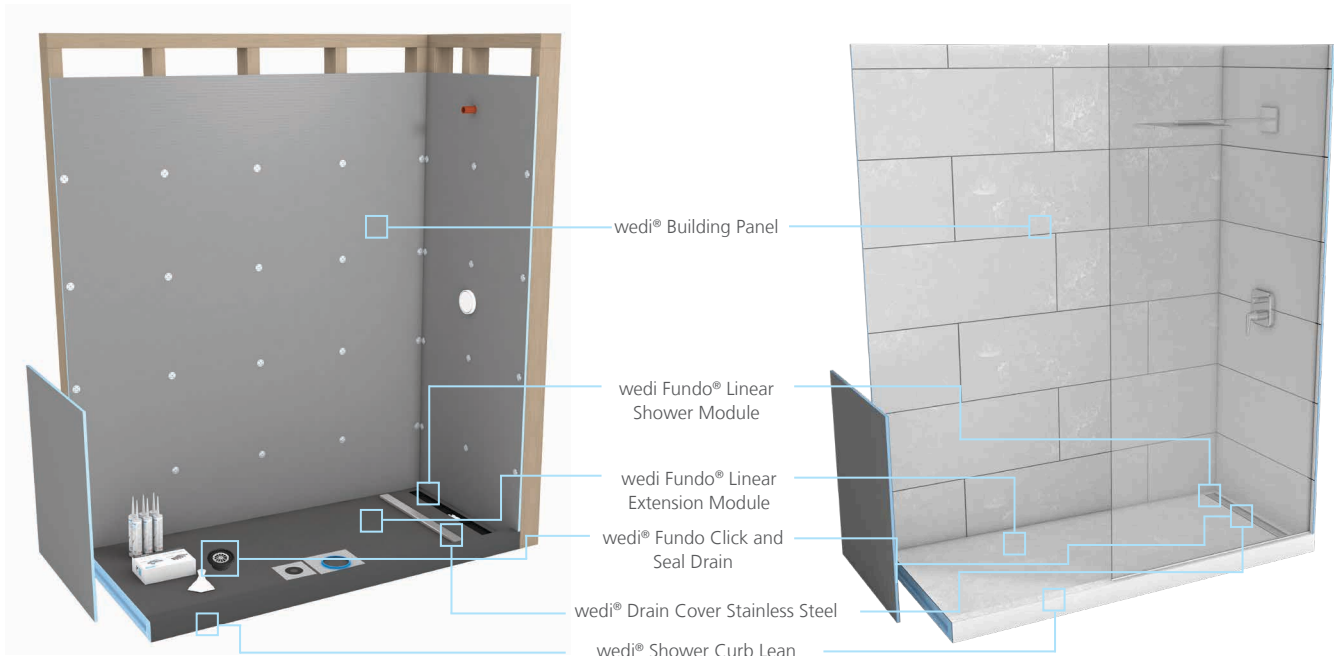 wedi® Building Panel
wedi Fundo® Linear
Shower Module
wedi Fundo® Linear
Extension Module
wedi® Fundo Click and
Seal Drain
wedi® Drain Cover Stainless Steel
wedi® Shower Curb Lean